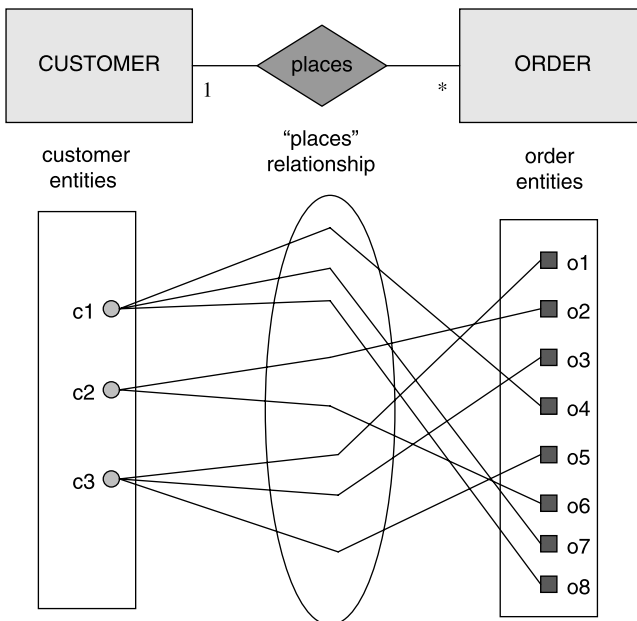 CUSTOMER
places
ORDER
1
*
customer
entities
“places”
relationship
order
entities
c1
c2
c3
o1
o2
o3
o4
o5
o6
o7
o8